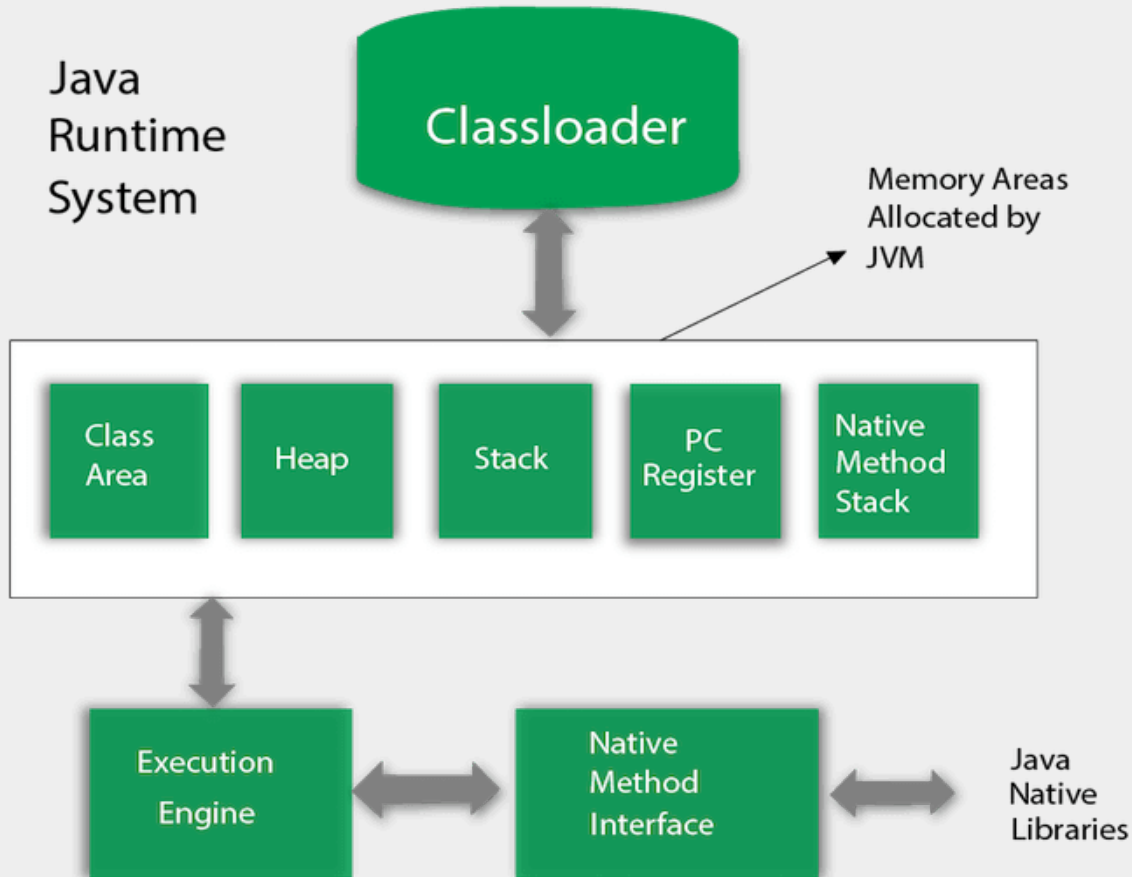 Java
Runtime
System
Classloader
Memory Areas
Allocated by
JVM
Class
Area
Heap
Stack
PC
Register
Native
Method
Stack
Execution
Engine
Native
Method
Interface
Java
Native
Libraries